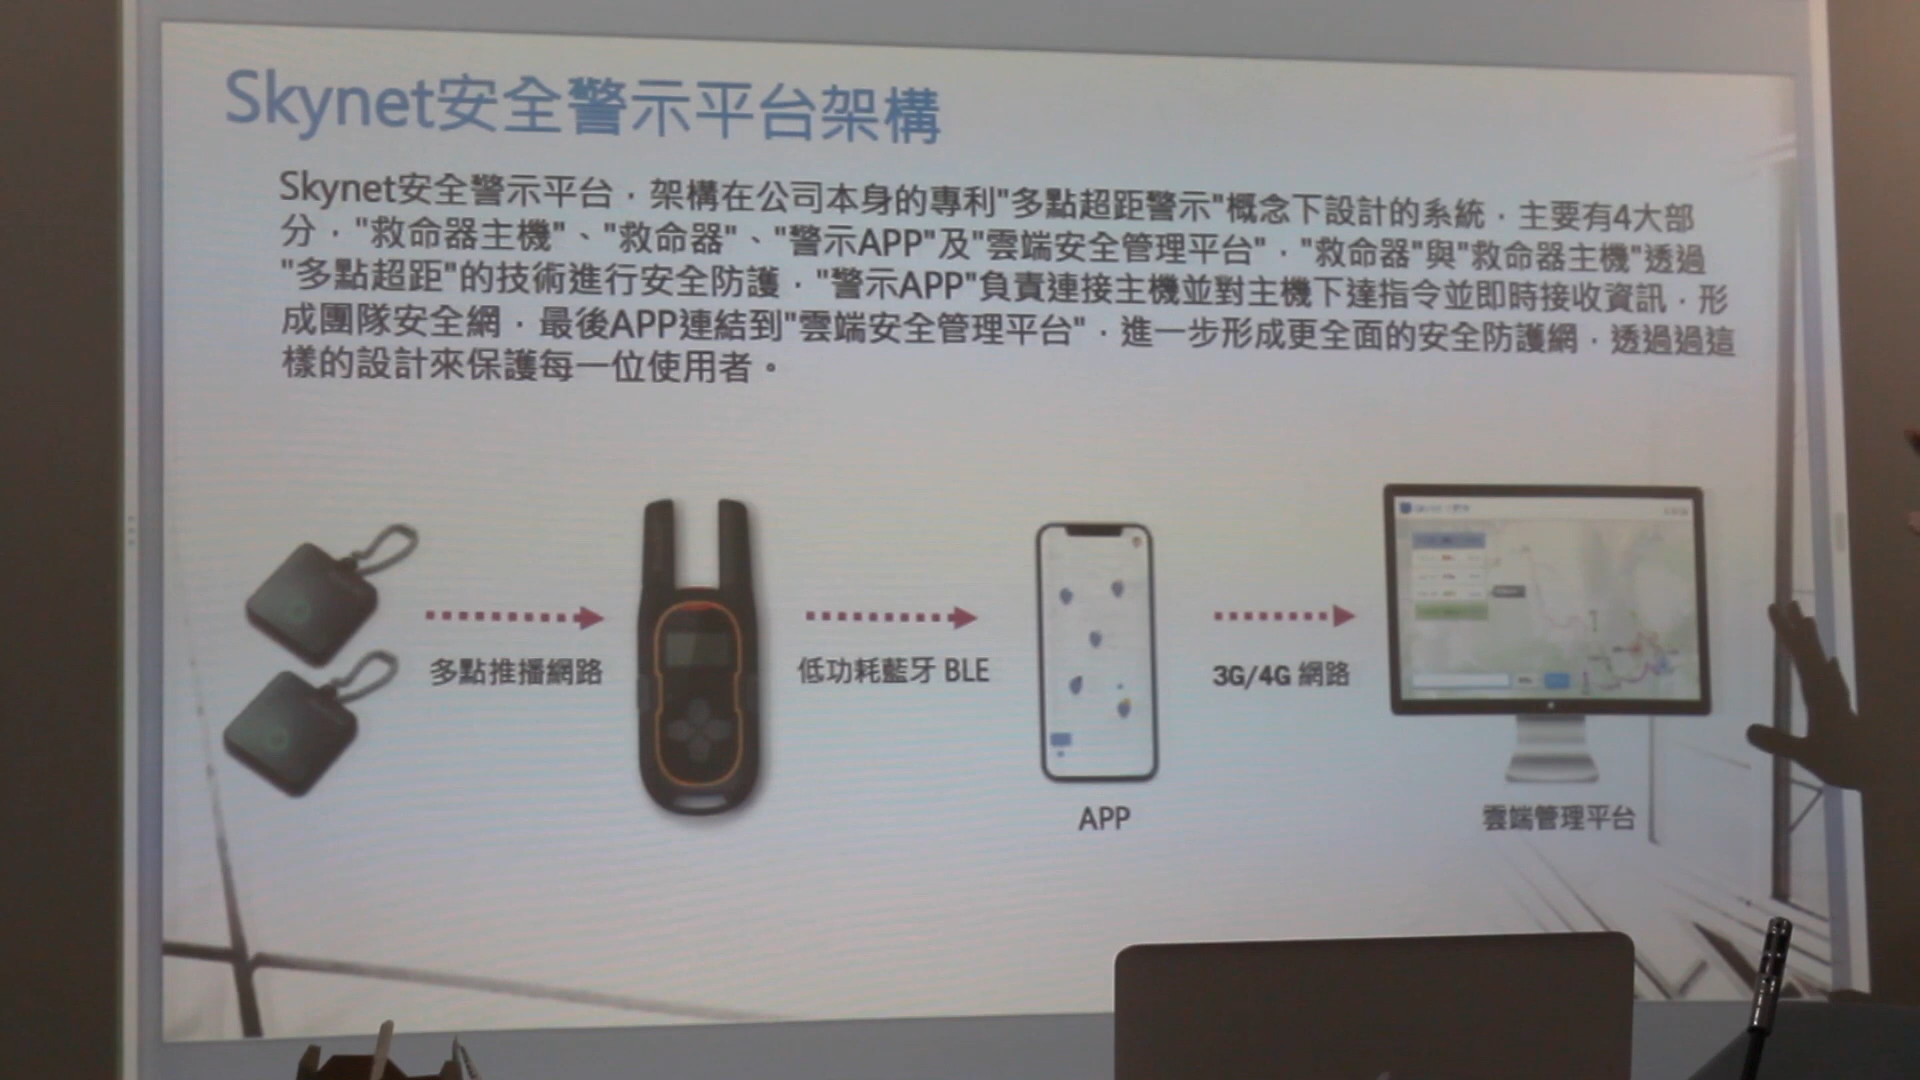 Skynet安全警示平台架構
Skynet安全警示平台，架構在公司本身的專利"多點超距警示"概念下設計的系統，主要有4大部
分，"救命器主機"、"救命器"、"警示APP"及"雲端安全管理平台"，"救命器"與"救命器主機"透過
"多點超距"的技術進行安全防護，"警示APP"負責連接主機並對主機下達指令並即時接收資訊，形
成團隊安全網，最後APP連結到"雲端安全管理平台"，進一步形成更全面的安全防護網，透過過這
樣的設計來保護每一位使用者。
多點推播網路
低功耗藍牙 BLE
3G/4G 網路
APP
雲端管理平台